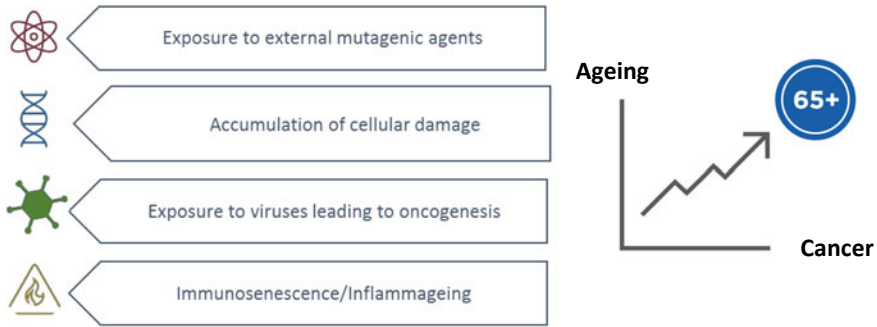 Exposure to external mutagenic agents
Accumulation of cellular damage
Exposure to viruses leading to oncogenesis
Immunosenescence/Inflammageing
Ageing
65+
Cancer